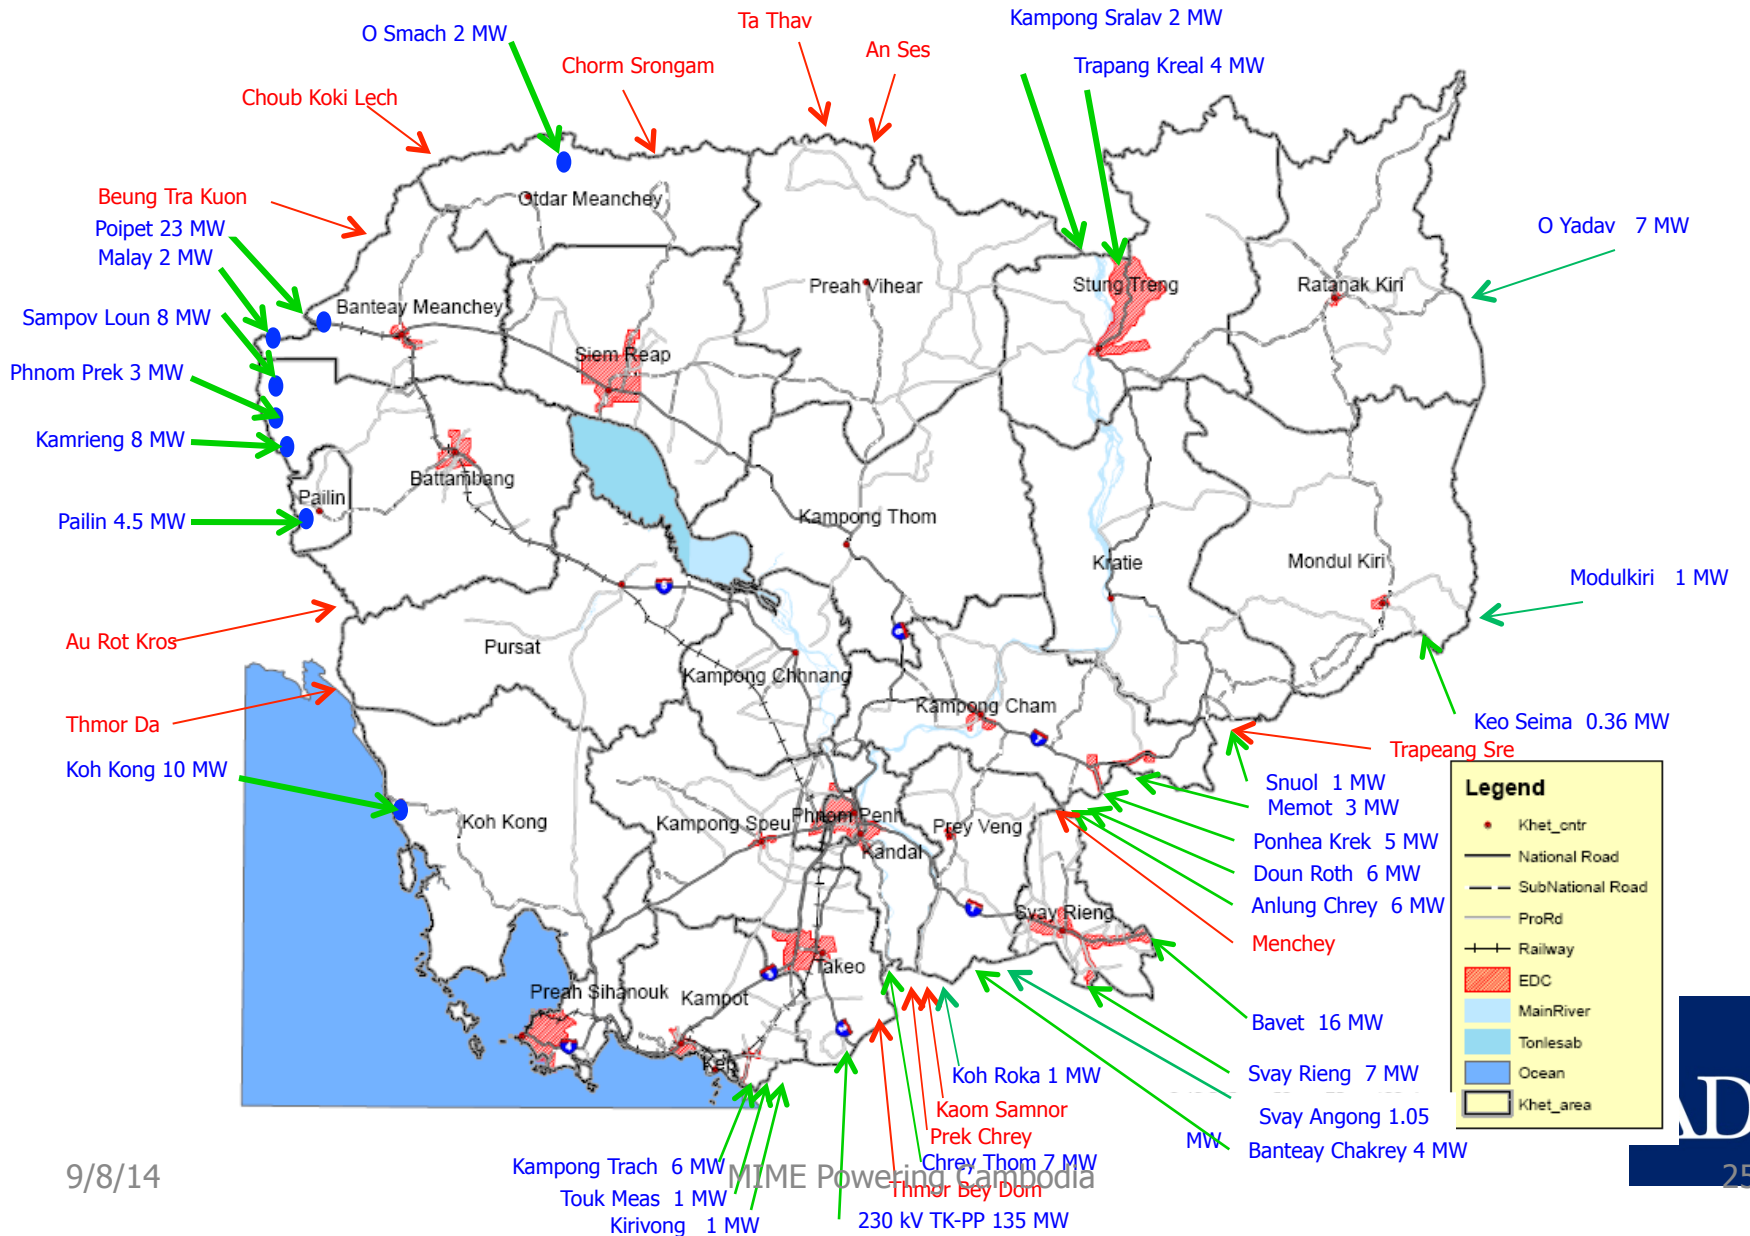 Ta Thav
Kampong Sralav 2 MW
O Smach 2 MW
An Ses
Chorm Srongam
Trapang Kreal 4 MW
Choub Koki Lech
Beung Tra Kuon
Otdar Meanchey
Poipet 23 MW
O Yadav 7 MW
Malay 2 MW
Preah Vihear
Stung Treng
Ratanak Kiri
Banteay Meanchey
Sampov Loun 8 MW
Siem Reap
Phnom Prek 3 MW
Kamrieng 8 MW
Battambang
Pailin
Pailin 4.5 MW
Kampong Thom
Kratie
Mondul Kiri
Modulkiri 1 MW
Au Rot Kros
Pursat
Kampong Chhnang
Kampong Cham
Thmor Da
Keo Seima 0.36 MW
Trapeang Sre
Koh Kong 10 MW
Snuol 1 MW
Memot 3 MW
Koh Kong
Kampong Speu
Phnom Penh
Prey Veng
Kandal
Ponhea Krek 5 MW
Doun Roth 6 MW
Anlung Chrey 6 MW
Svay Rieng
Menchey
Takeo
Preah Sihanouk
Kampot
Kep
Bavet 16 MW
Koh Roka 1 MW
Svay Rieng 7 MW
Kaom Samnor
Svay Angong 1.05
MW
Prek Chrey
Banteay Chakrey 4 MW
Kampong Trach 6 MW
Chrey Thom 7 MW
Touk Meas 1 MW
Thmor Bey Dom
Kirivong 1 MW
230 kV TK-PP 135 MW
Legend
Khet_cntr
National Road
SubNational Road
ProRd
Railway
EDC
MainRiver
Tonlesab
Ocean
Khet_area
AD
9/8/14
MIME Powering Cambodia
25